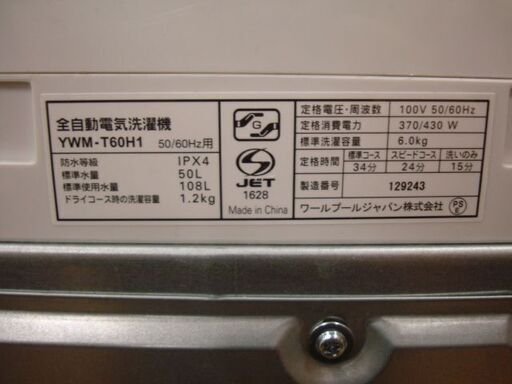 全自動電気洗濯機
YWM-T60H1 50/60Hz用
防水等級 IPX4
標準水量 50L
標準使用水量 108L
ドライコース時の洗濯容量 1.2kg
G
S
JET
1628
Made in China
定格電圧・周波数 100V 50/60Hz
定格消費電力 370/430 W
標準洗濯容量 6.0kg
定格時間 標準コース スピードコース 洗いのみ
34分 24分 15分
製造番号 129243
ワールプールジャパン株式会社 PS E